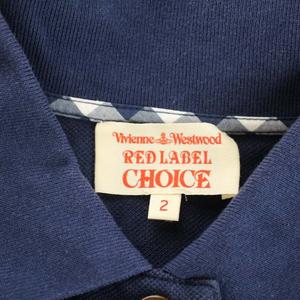 Vivienne Westwood
RED LABEL
CHOICE
2